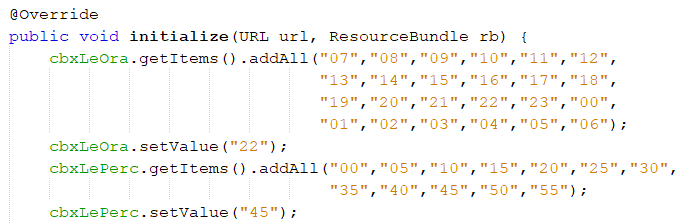 @Override
public void initialize(URL url, ResourceBundle rb) {
cbxLeOra.getItems().addAll("07","08","09","10","11","12",
"13","14","15","16","17","18",
"19","20","21","22","23","00",
"01","02","03","04","05","06");
cbxLeOra.setValue("22");
cbxLePerc.getItems().addAll("00","05","10","15","20","25","30",
"35","40","45","50","55");
cbxLePerc.setValue("45");